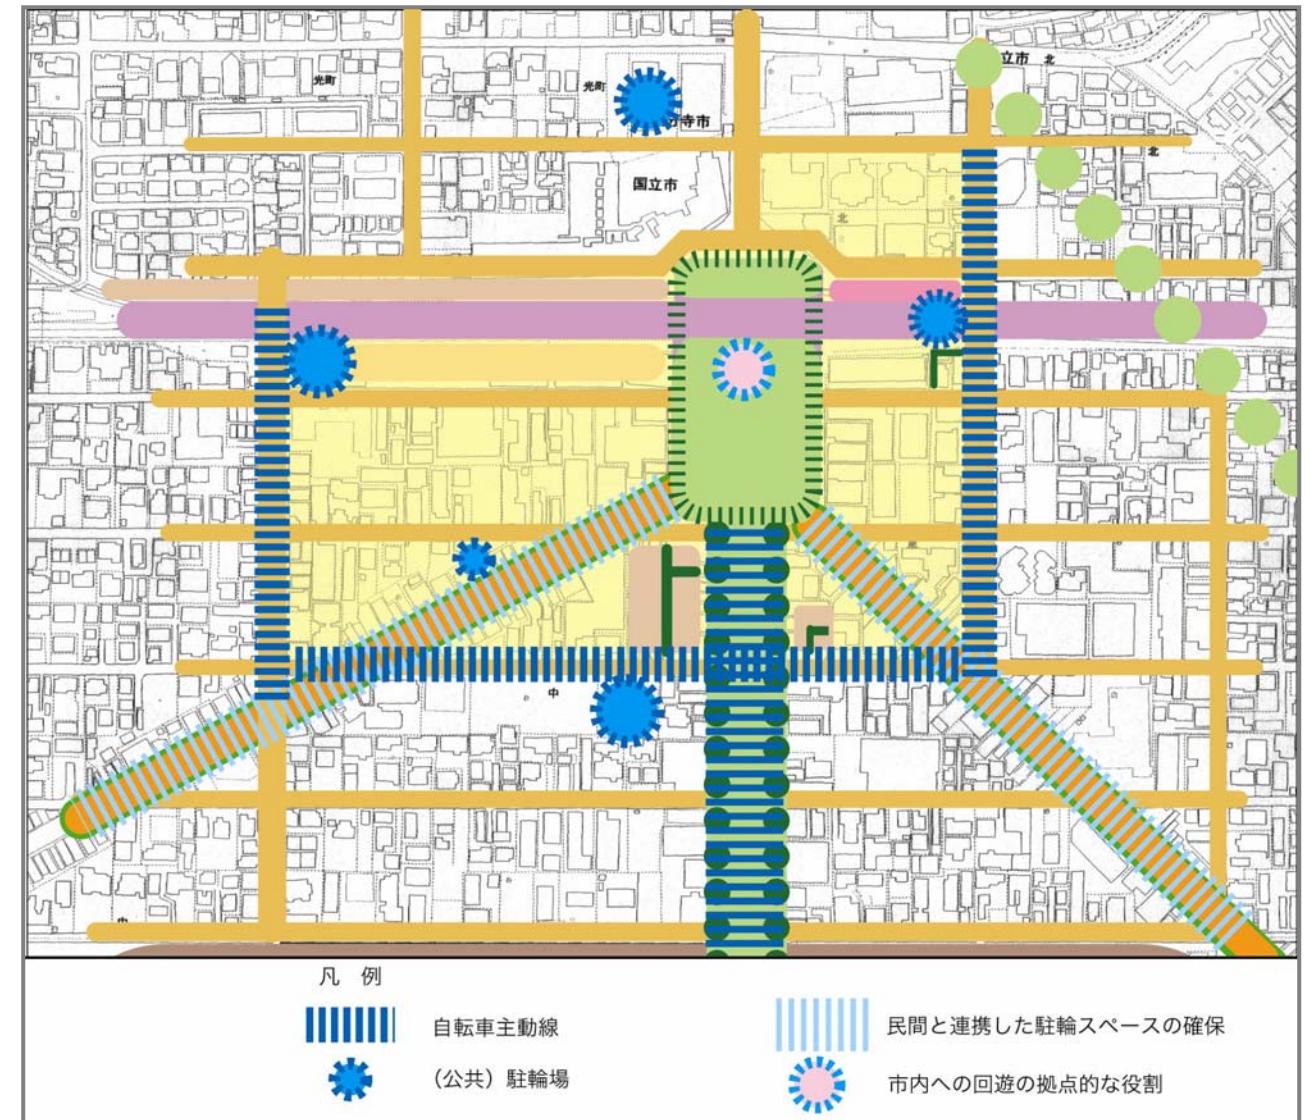 立市 北
光町
光町
寺市
北
国立市
北
中
凡 例
自転車主動線
民間と連携した駐輪スペースの確保
（公共）駐輪場
市内への回遊の拠点的な役割